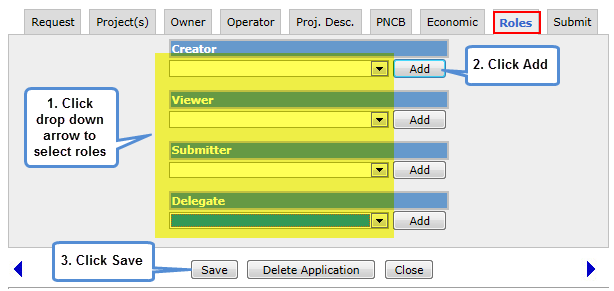 Request Project(s) Owner Operator Proj. Desc. PNCB Economic Roles Submit
Creator
Add
2. Click Add
1. Click
drop down
arrow to
select roles
Viewer
Add
Submitter
Add
Delegate
Add
3. Click Save
Save Delete Application Close